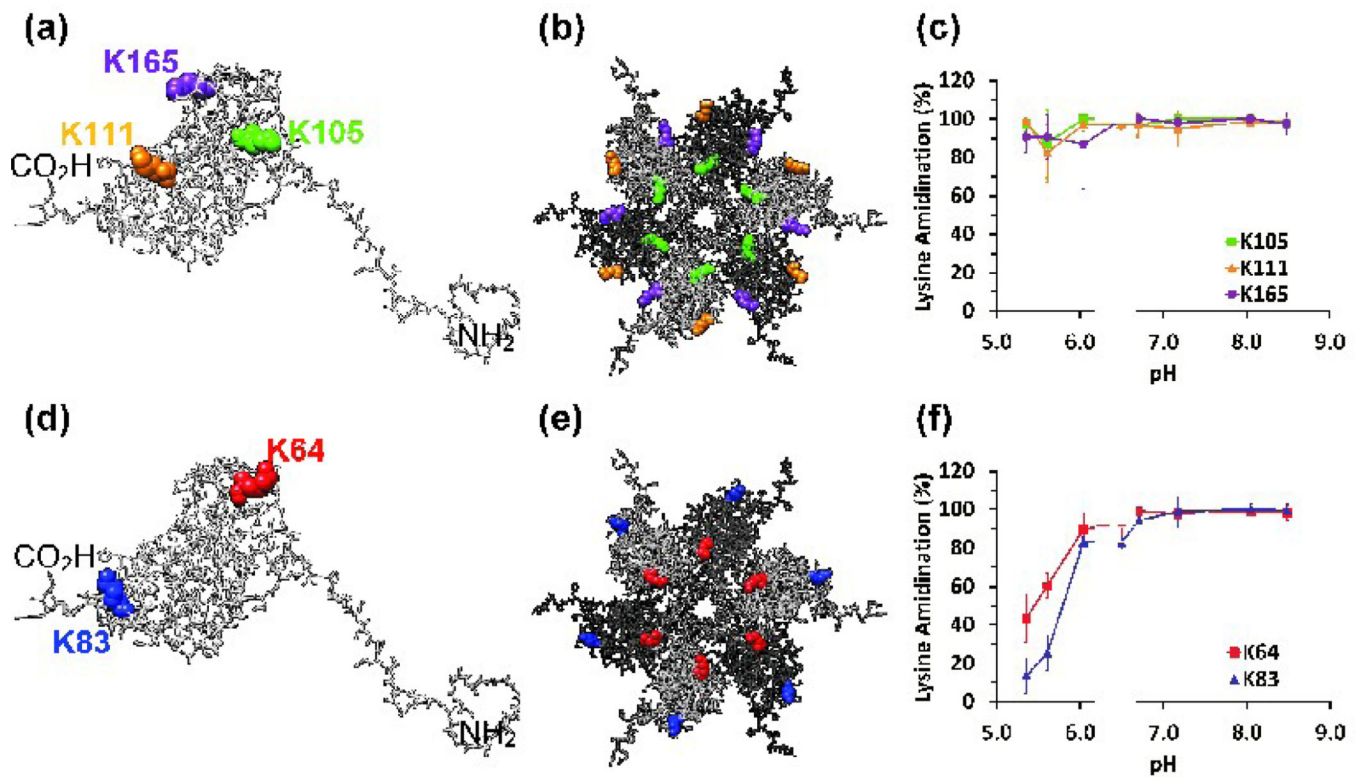 (a)
K165
K111
K105
CO2H
NH2
(b)
(c)
120
100
80
60
40
20
0
Lysine Amidination (%)
K105
K111
K165
5.0 6.0 7.0 8.0 9.0
pH
(d)
K64
CO2H
K83
NH2
(e)
(f)
120
100
80
60
40
20
0
Lysine Amidination (%)
K64
K83
5.0 6.0 7.0 8.0 9.0
pH